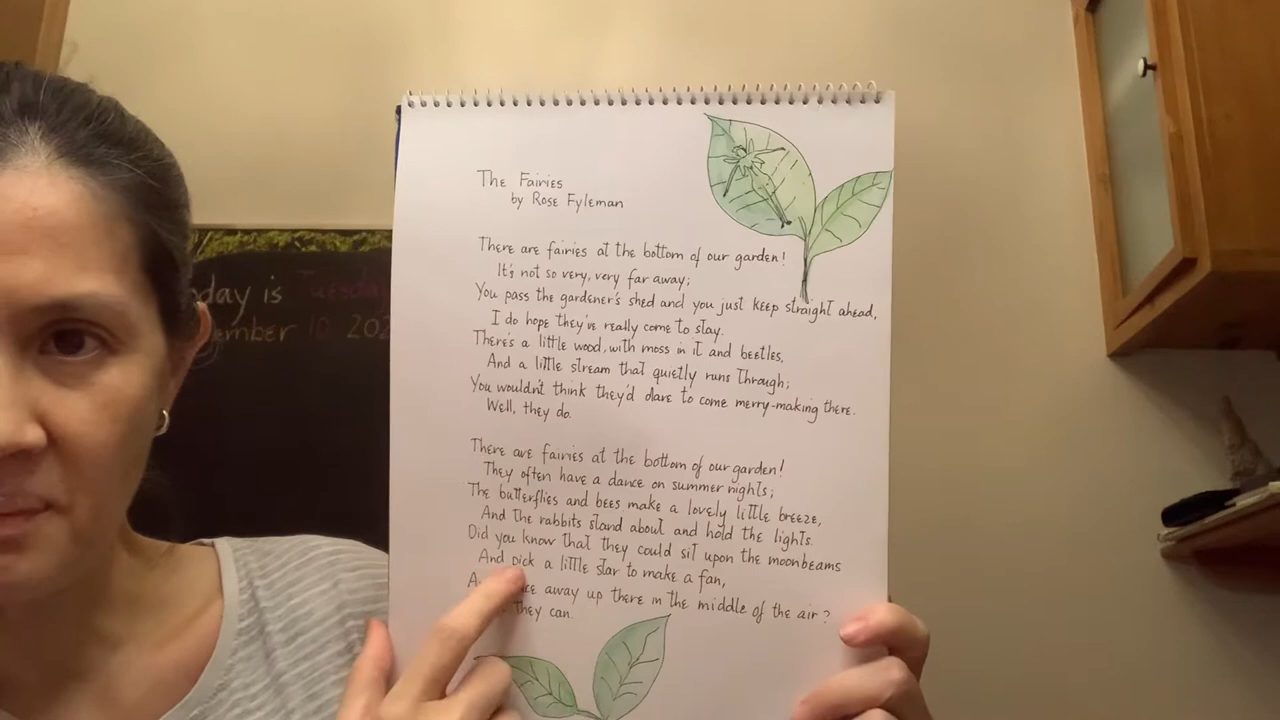 The Fairies
by Rose Fyleman
There are fairies at the bottom of our garden!
It's not so very, very far away;
You pass the gardener's shed and you just keep straight ahead,
I do hope they've really come to stay.
There's a little wood, with moss in it and beetles,
And a little stream that quietly runs through;
You wouldn't think they'd dare to come merry-making there.
Well, they do.
There are fairies at the bottom of our garden!
They often have a dance on summer nights;
The butterflies and bees make a lovely little breeze,
And the rabbits stand about and hold the lights.
Did you know that they could sit upon the moonbeams
And pick a little star to make a fan,
away up there in the middle of the air?
they can.
day is Tuesday
ember 10 202